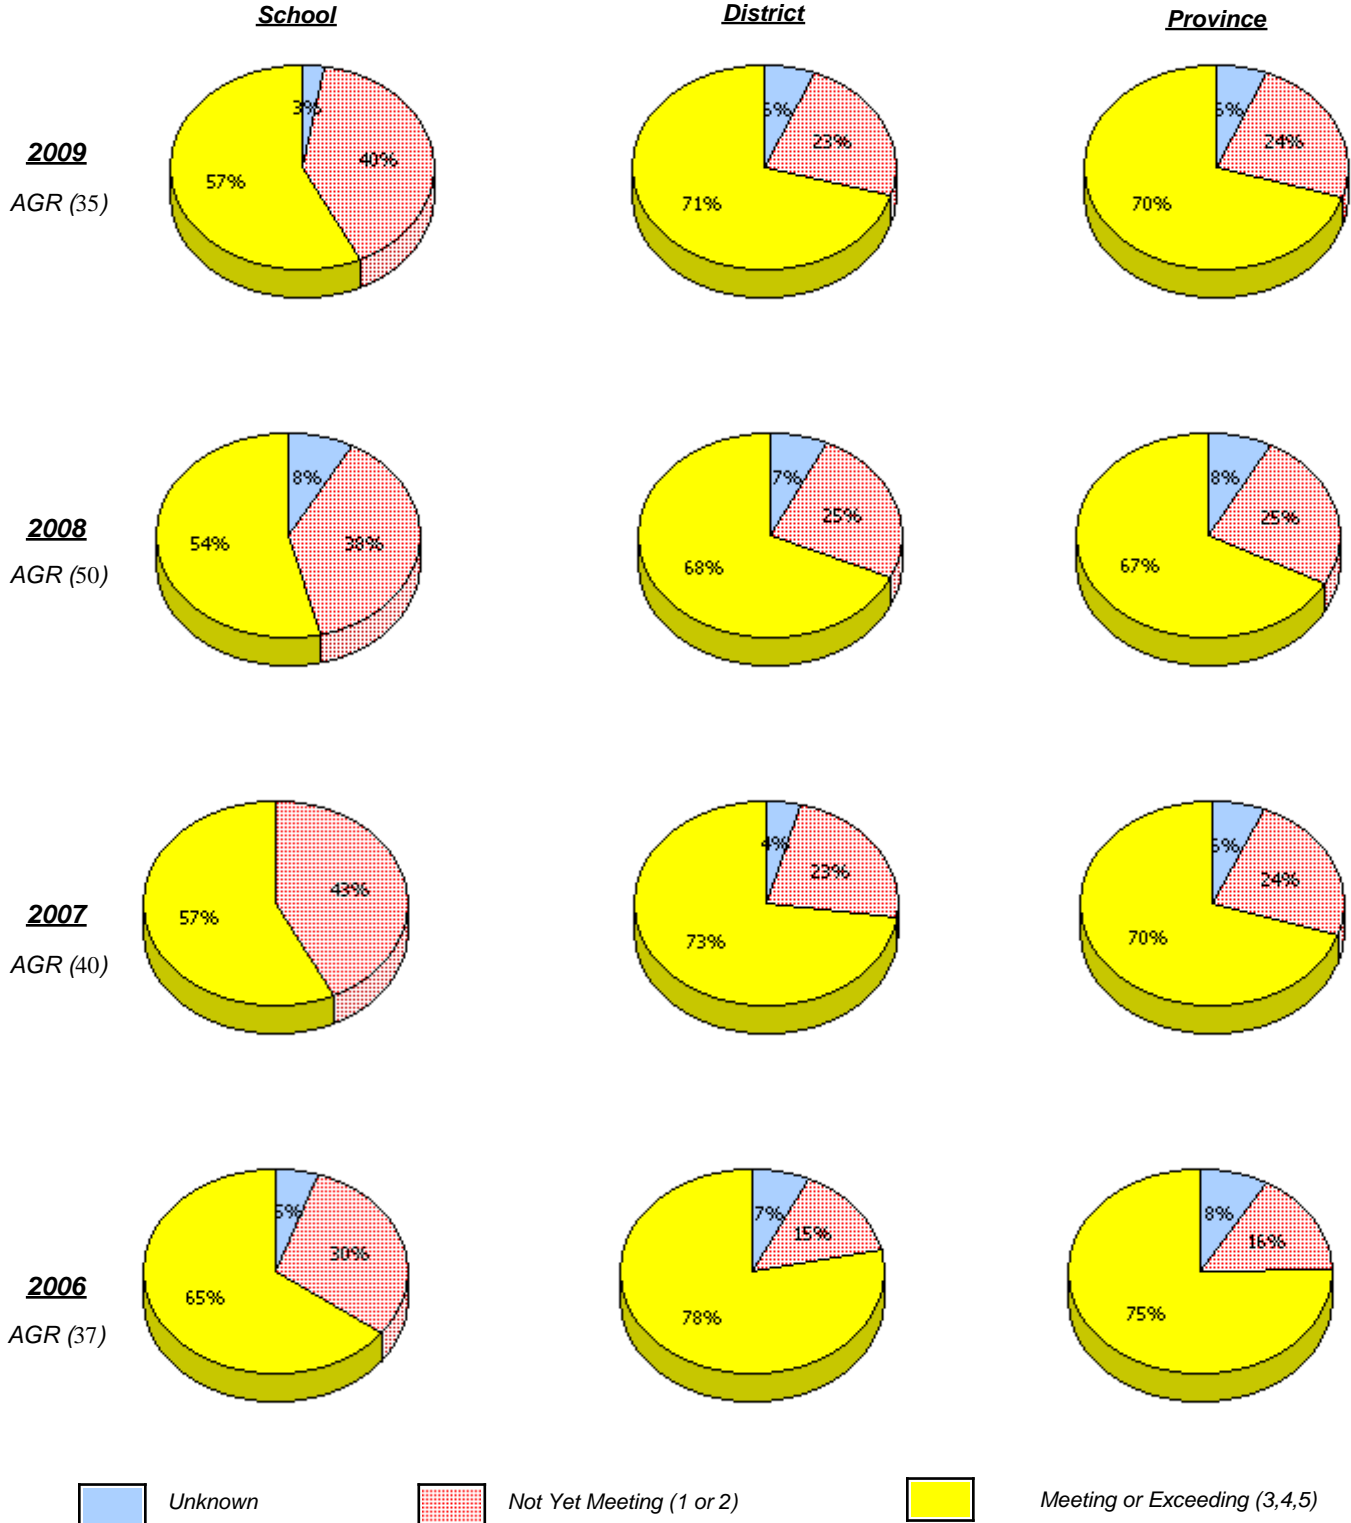 School District Province
3% 6% 6%
2009 40% 23% 24%
AGR (35) 57% 71% 70%
8% 7% 8%
2008 54% 38% 25% 25%
AGR (50) 68% 67%
4% 6%
43% 23% 24%
2007 57% 73% 70%
AGR (40)
5% 7% 8%
30% 15% 16%
2006 65% 78% 75%
AGR (37)
Unknown Not Yet Meeting (1 or 2) Meeting or Exceeding (3,4,5)